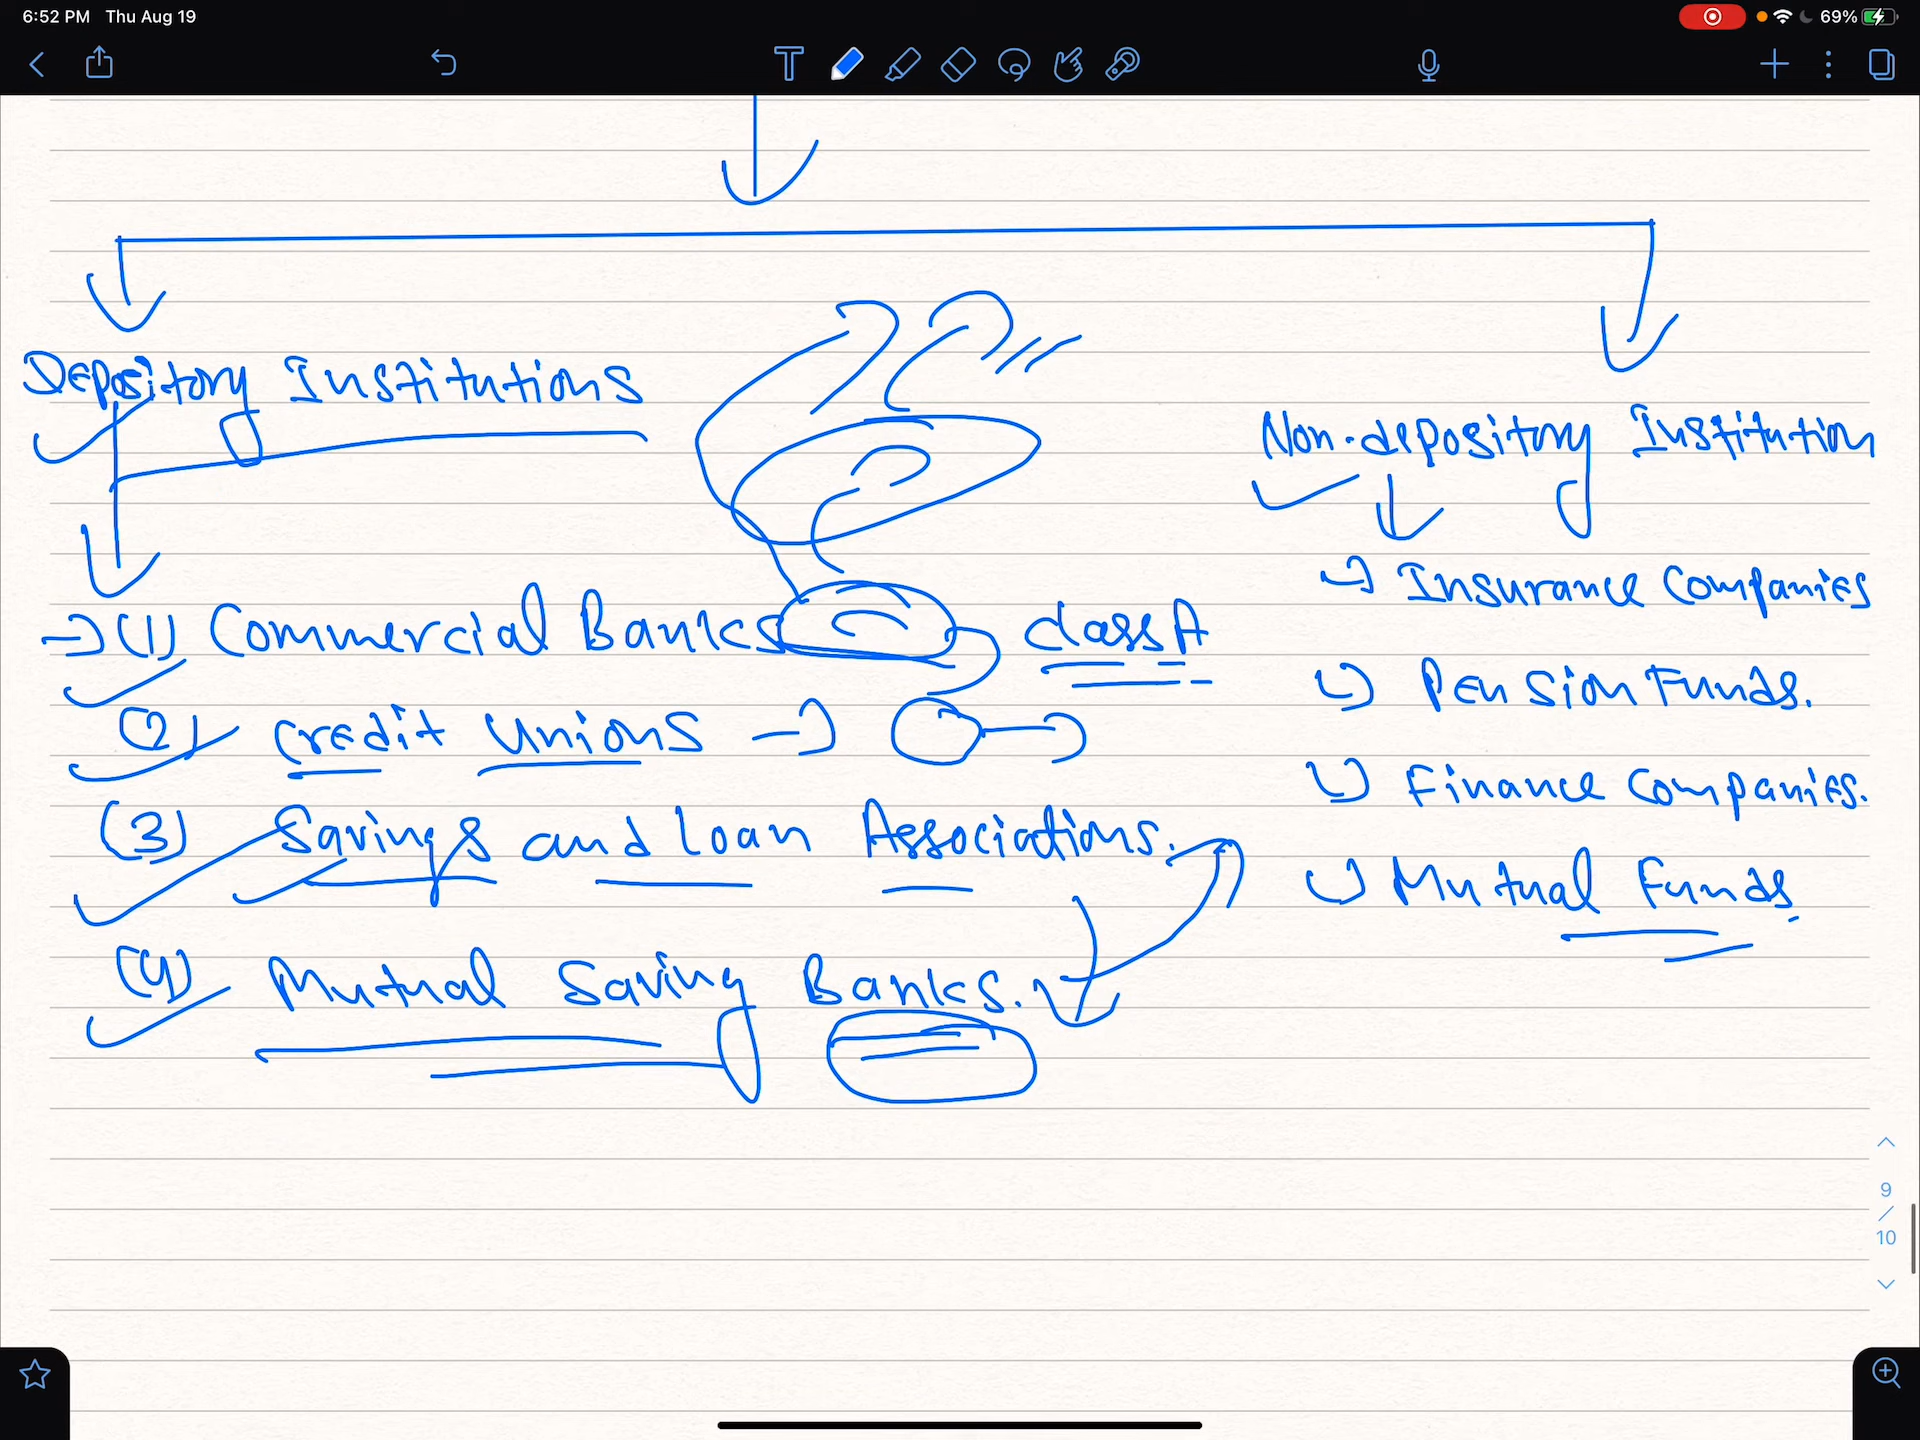 6:52 PM Thu Aug 19
69%
Depository Institutions
Non-depository Institution
(1) Commercial Banks class A
(2) Credit Unions
(3) Savings and Loan Associations.
(4) Mutual Saving Banks.
Insurance Companies
Pension Funds.
Finance Companies.
Mutual Funds.
9
/
10